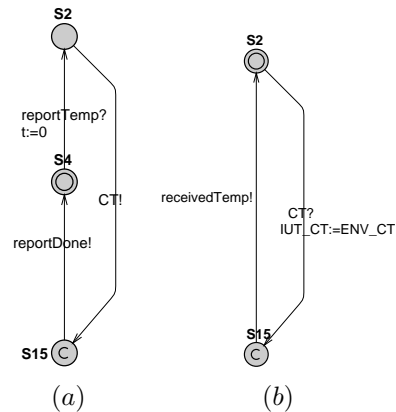 S2
reportTemp?
t:=0
S4
CT!
reportDone!
S15
C
(a)
S2
receivedTemp!
CT?
IUT_CT:=ENV_CT
S15
C
(b)